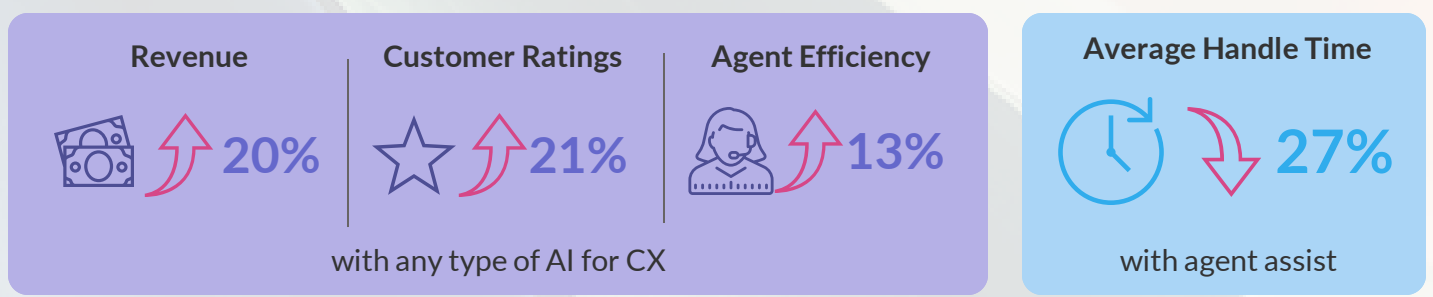 Revenue
20%
Customer Ratings
21%
Agent Efficiency
13%
with any type of AI for CX
Average Handle Time
27%
with agent assist